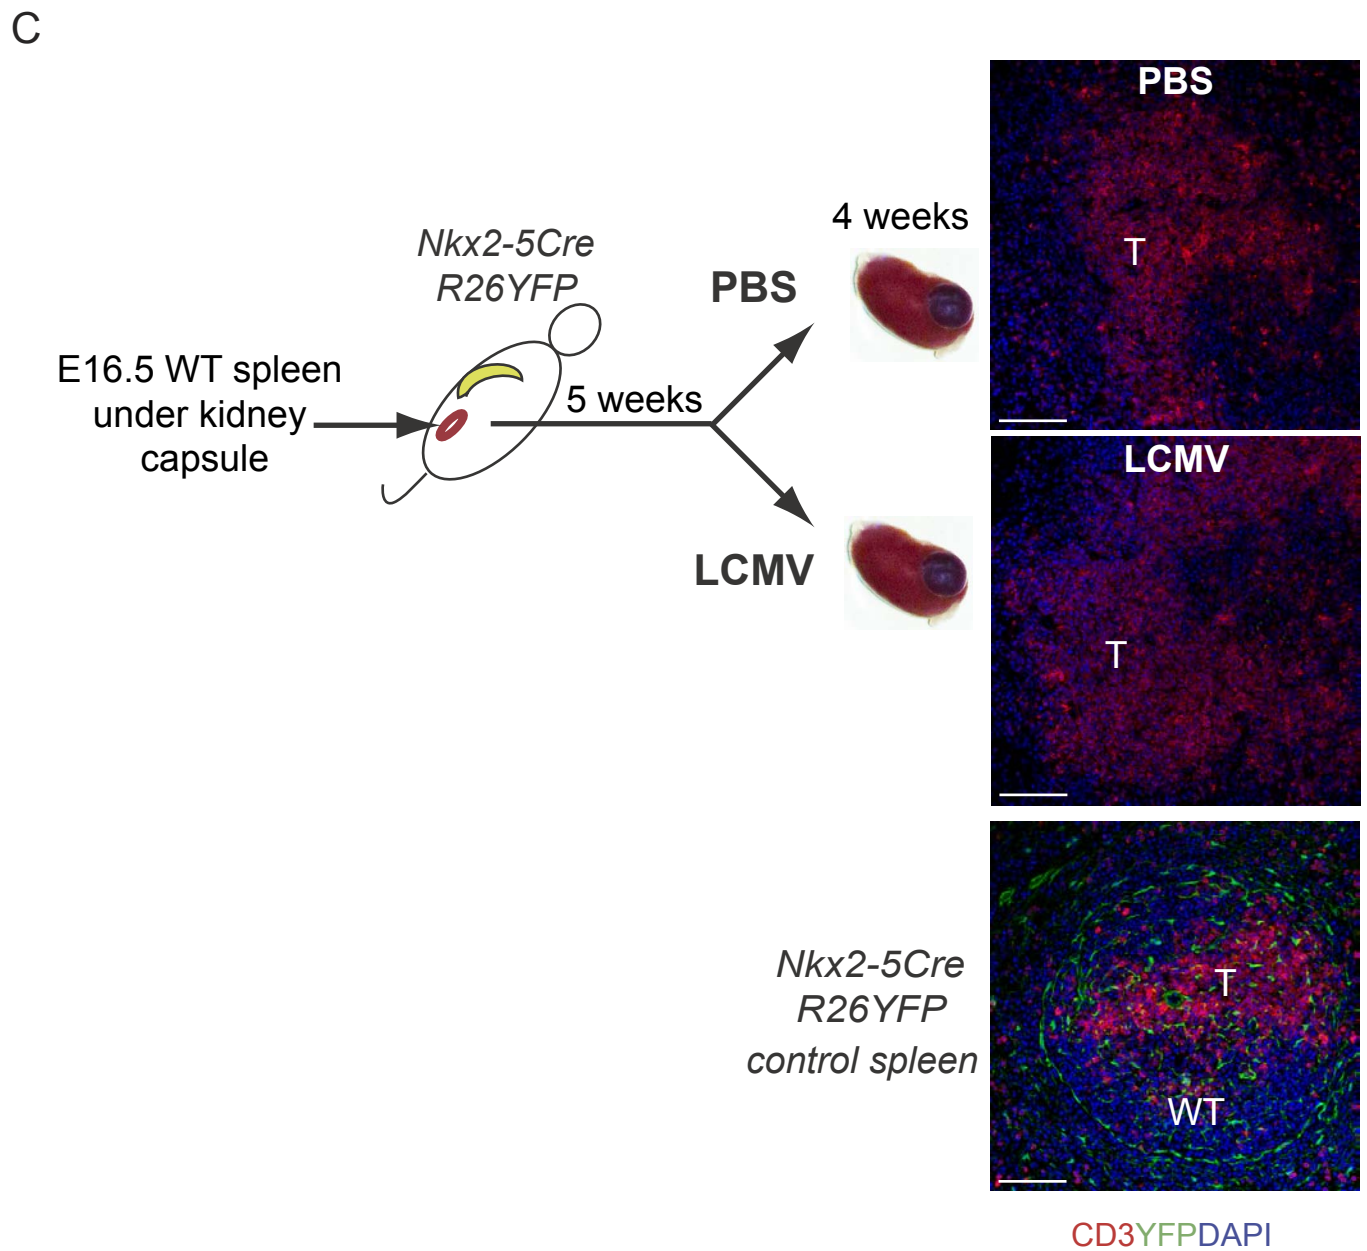 C
PBS
4 weeks
Nkx2-5Cre
R26YFP
PBS
T
E16.5 WT spleen
under kidney
capsule
5 weeks
LCMV
LCMV
T
Nkx2-5Cre
R26YFP
control spleen
T
WT
CD3YFPDAPI